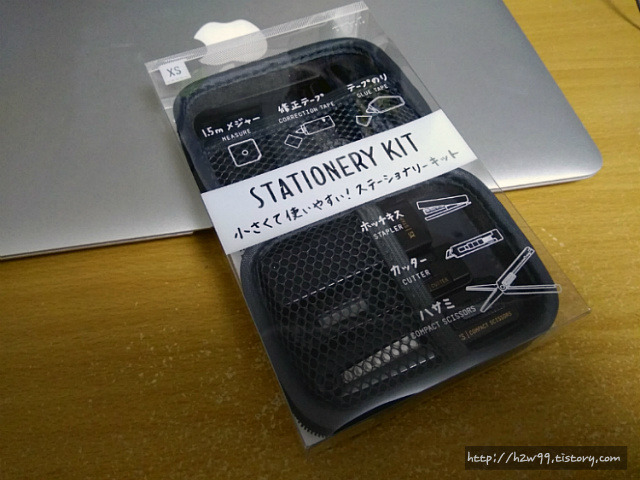 XS
1.5m メジャー
MEASURE
修正テープ
CORRECTION TAPE
テープのり
GLUE TAPE
STATIONERY KIT
小さくて使いやすい！ステーショナリーキット
ホッチキス
STAPLER
カッター
CUTTER
ハサミ
COMPACT SCISSORS
COMPACT SCISSORS
http://h2w99.tistory.com